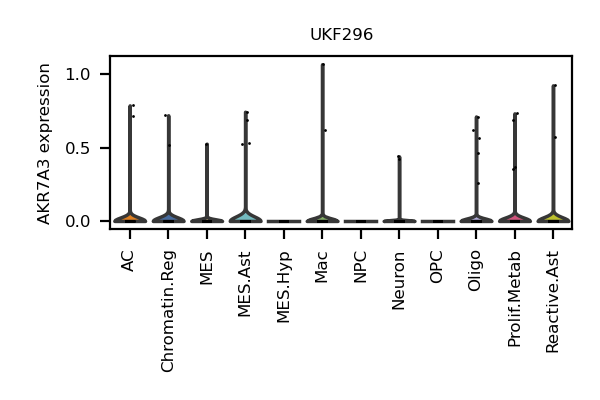 UKF296
AKR7A3 expression
1.0
0.5
0.0
AC
Chromatin.Reg
MES
MES.Ast
MES.Hyp
Mac
NPC
Neuron
OPC
Oligo
Prolif.Metab
Reactive.Ast